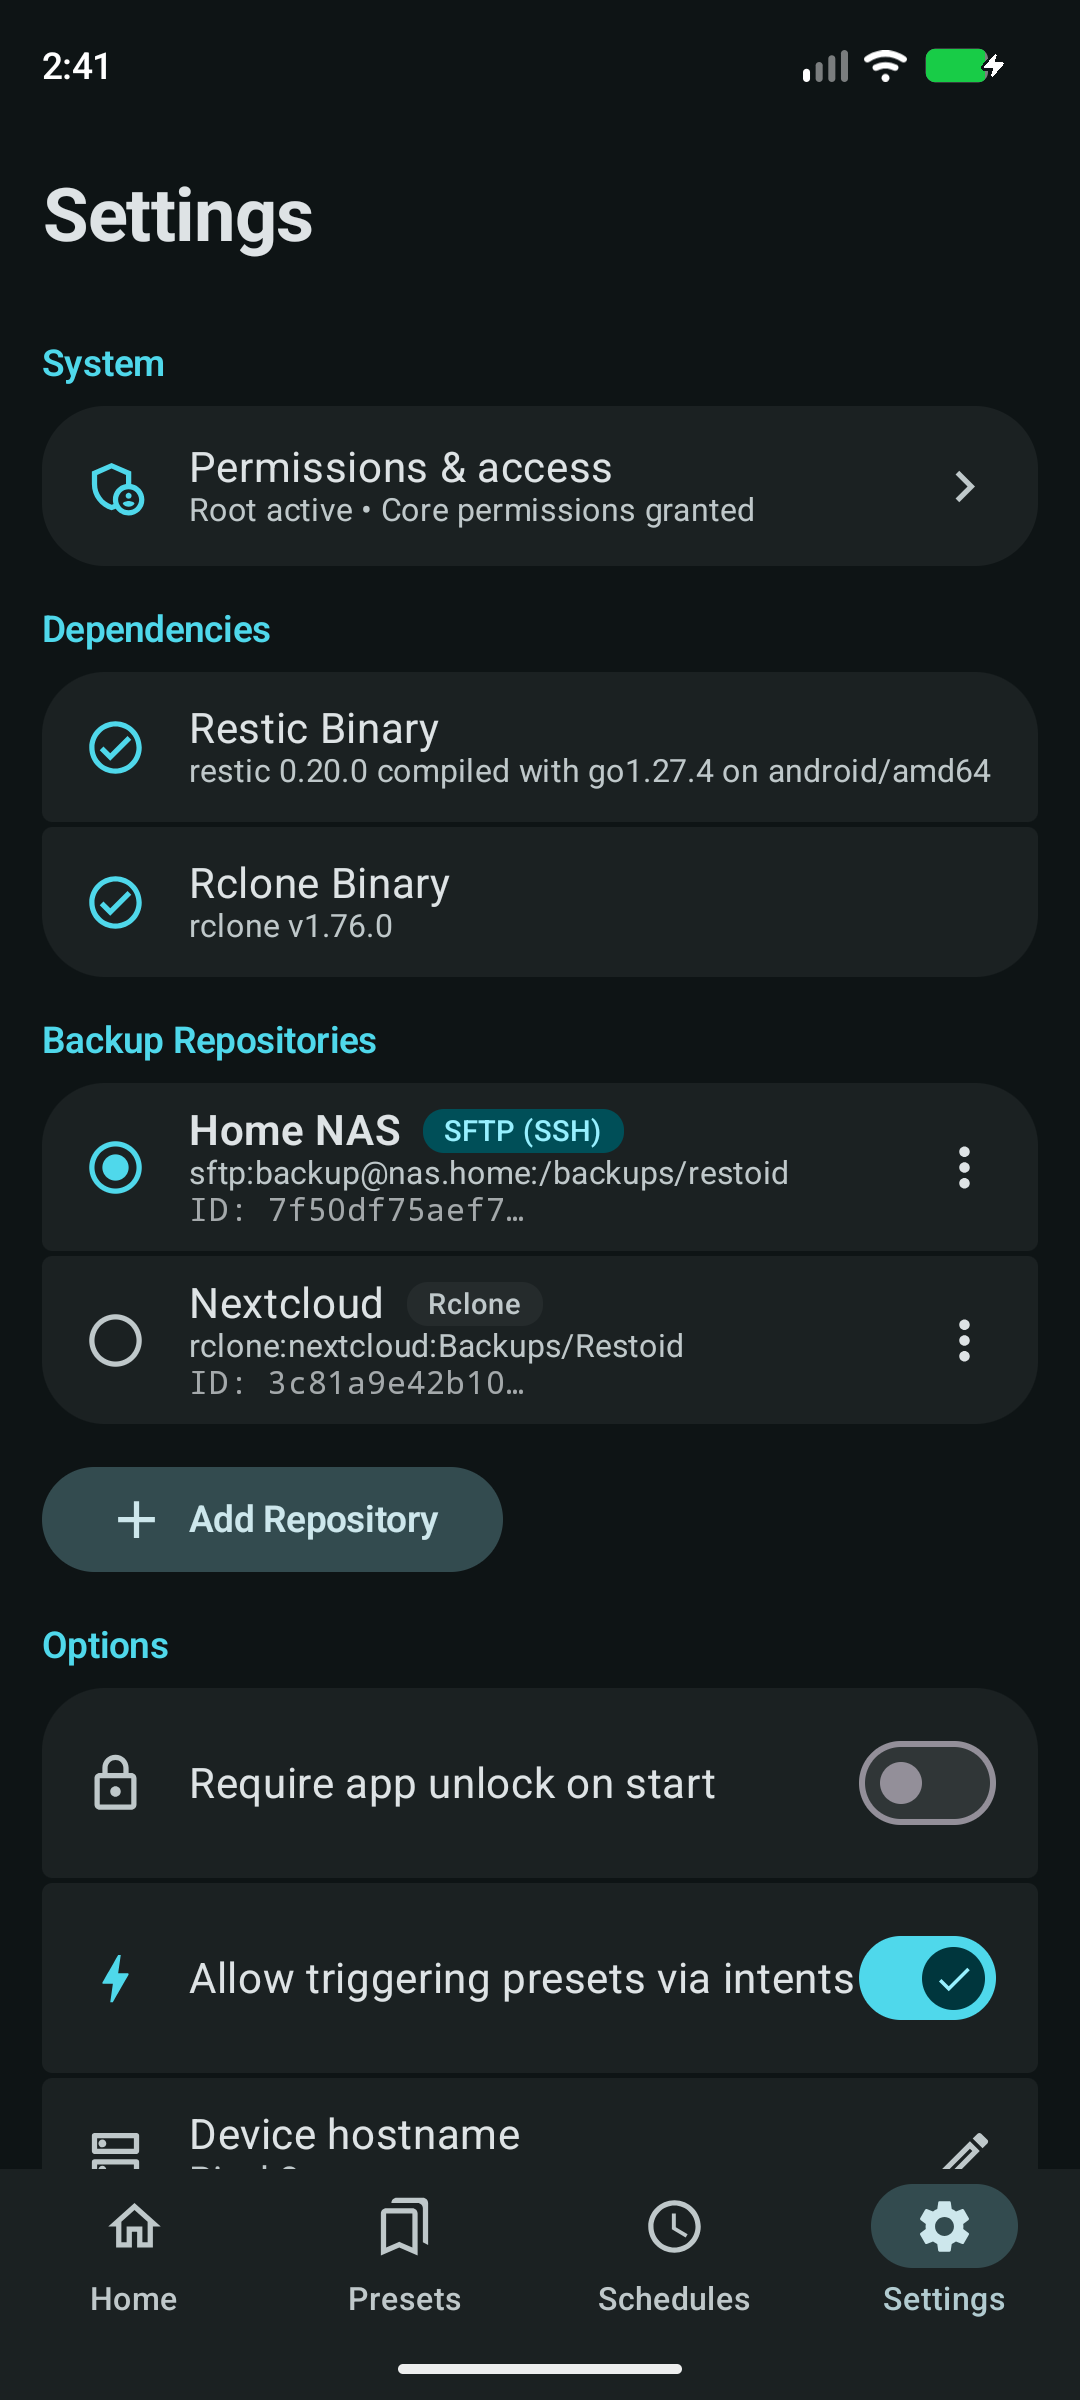 2:41
Settings
System
Permissions & access
Root active • Core permissions granted
Dependencies
Restic Binary
restic 0.20.0 compiled with go1.27.4 on android/amd64
Rclone Binary
rclone v1.76.0
Backup Repositories
Home NAS SFTP (SSH)
sftp:backup@nas.home:/backups/restoid
ID: 7f50df75aef7…
Nextcloud Rclone
rclone:nextcloud:Backups/Restoid
ID: 3c81a9e42b10…
Add Repository
Options
Require app unlock on start
Allow triggering presets via intents
Device hostname
Home Presets Schedules Settings